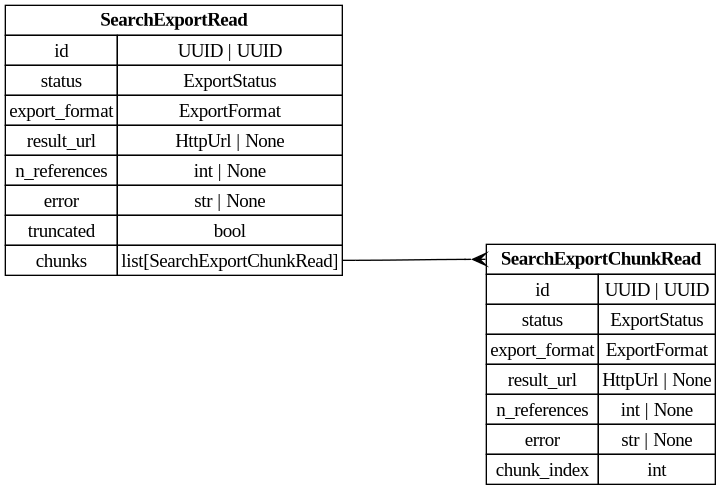 SearchExportRead
id UUID | UUID
status ExportStatus
export_format ExportFormat
result_url HttpUrl | None
n_references int | None
error str | None
truncated bool
chunks list[SearchExportChunkRead]
SearchExportChunkRead
id UUID | UUID
status ExportStatus
export_format ExportFormat
result_url HttpUrl | None
n_references int | None
error str | None
chunk_index int